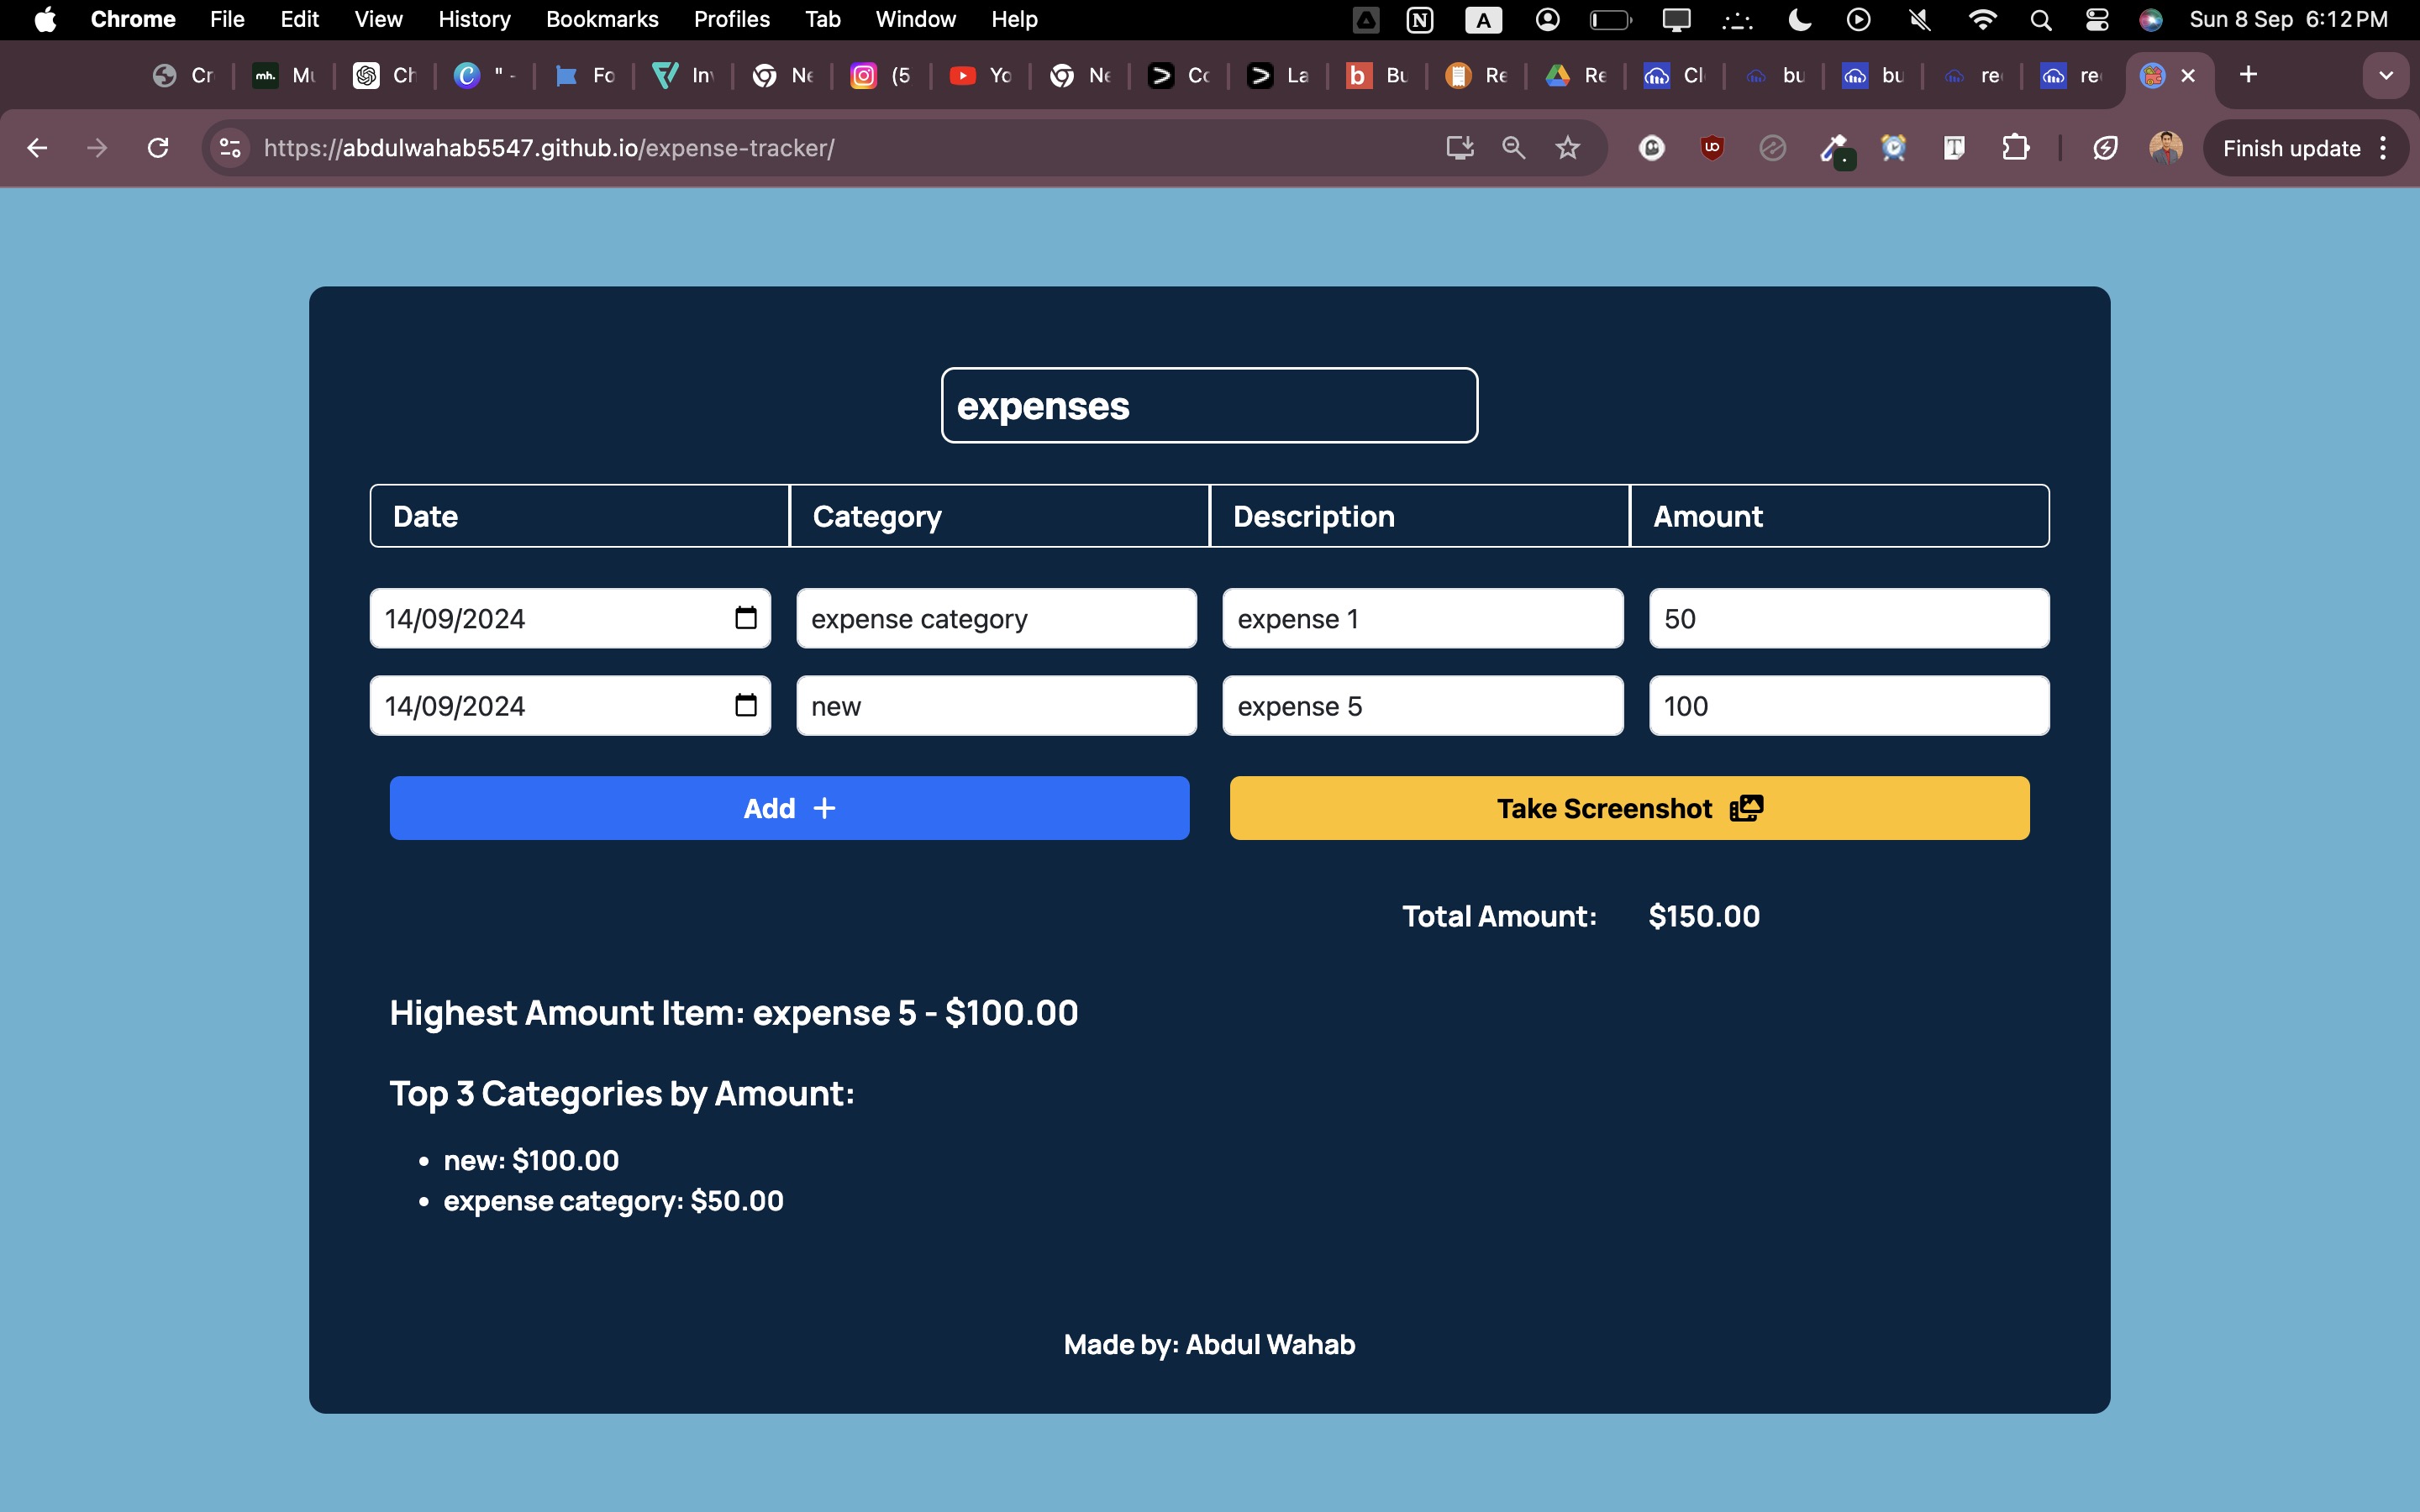 Chrome File Edit View History Bookmarks Profiles Tab Window Help A Sun 8 Sep 6:12 PM
Cr mh. Mu Ch C " - Fo Inv Ne (5 Yo Ne Co La b Bu Re Re Cl bu bu re re
https://abdulwahab5547.github.io/expense-tracker/ Finish update
expenses
Date Category Description Amount
14/09/2024 expense category expense 1 50
14/09/2024 new expense 5 100
Add + Take Screenshot
Total Amount: $150.00
Highest Amount Item: expense 5 - $100.00
Top 3 Categories by Amount:
• new: $100.00
• expense category: $50.00
Made by: Abdul Wahab